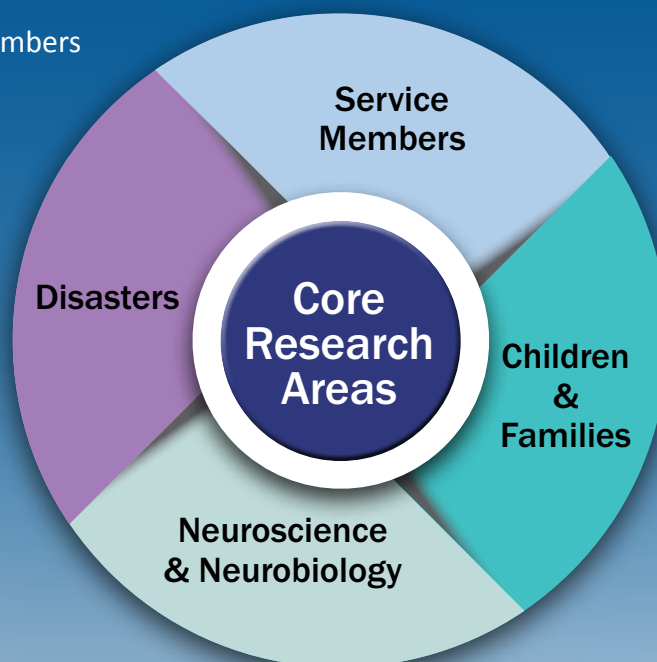 mbers
Service
Members
Disasters
Core
Research
Areas
Children
&
Families
Neuroscience
& Neurobiology